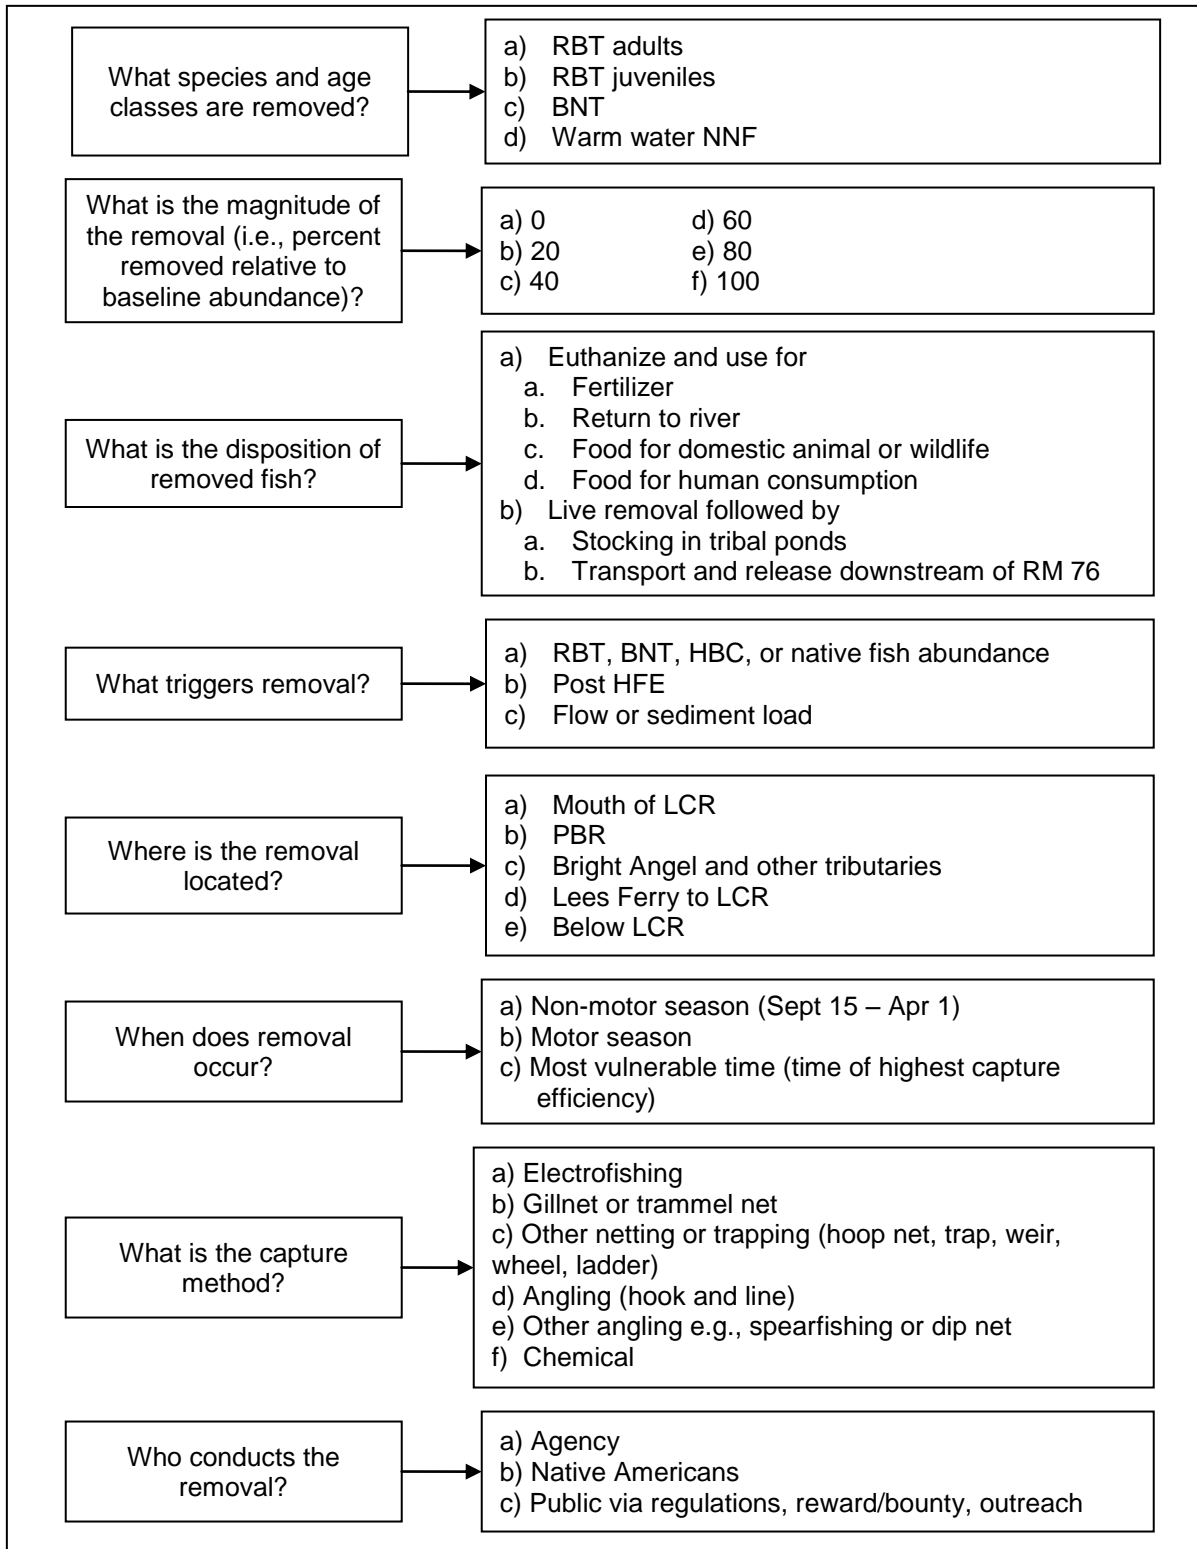 What species and age
classes are removed?
a) RBT adults
b) RBT juveniles
c) BNT
d) Warm water NNF
What is the magnitude of
the removal (i.e., percent
removed relative to
baseline abundance)?
a) 0 d) 60
b) 20 e) 80
c) 40 f) 100
What is the disposition of
removed fish?
a) Euthanize and use for
a. Fertilizer
b. Return to river
c. Food for domestic animal or wildlife
d. Food for human consumption
b) Live removal followed by
a. Stocking in tribal ponds
b. Transport and release downstream of RM 76
What triggers removal?
a) RBT, BNT, HBC, or native fish abundance
b) Post HFE
c) Flow or sediment load
Where is the removal
located?
a) Mouth of LCR
b) PBR
c) Bright Angel and other tributaries
d) Lees Ferry to LCR
e) Below LCR
When does removal
occur?
a) Non-motor season (Sept 15 – Apr 1)
b) Motor season
c) Most vulnerable time (time of highest capture
efficiency)
What is the capture
method?
a) Electrofishing
b) Gillnet or trammel net
c) Other netting or trapping (hoop net, trap, weir,
wheel, ladder)
d) Angling (hook and line)
e) Other angling e.g., spearfishing or dip net
f) Chemical
Who conducts the
removal?
a) Agency
b) Native Americans
c) Public via regulations, reward/bounty, outreach